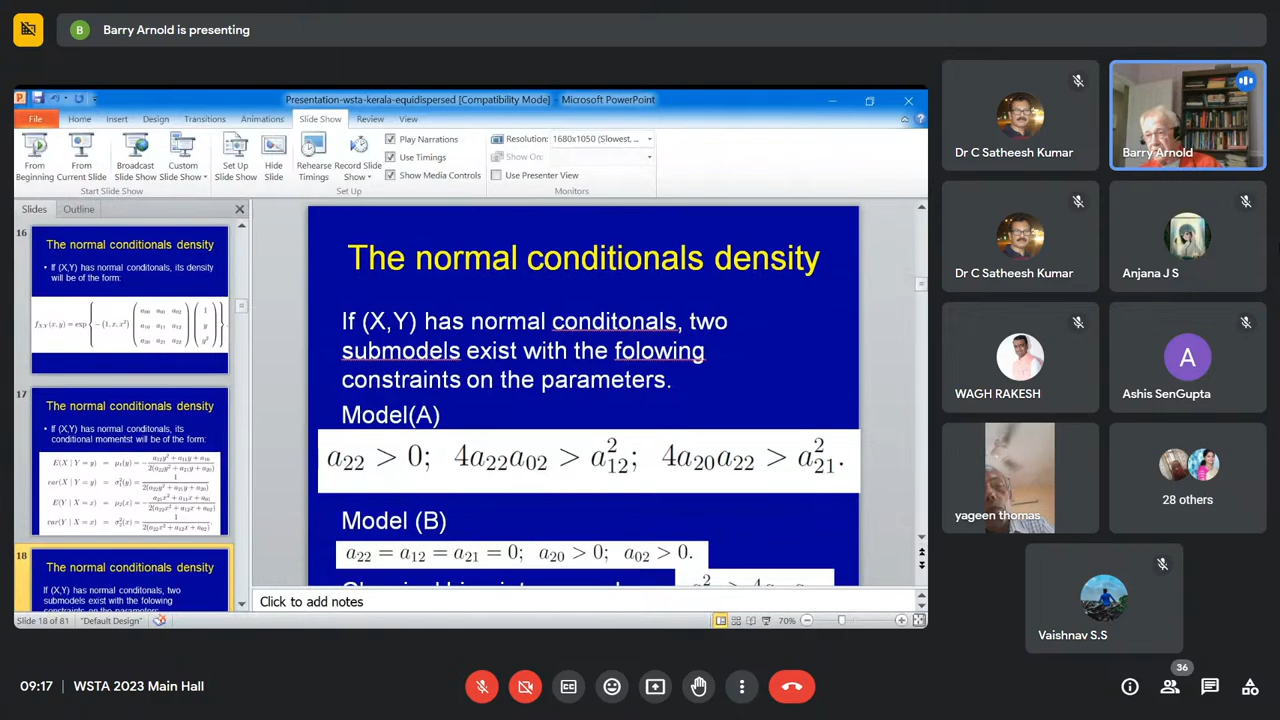 B
Barry Arnold is presenting
Presentation-wsta-kerala-equidispersed [Compatibility Mode] - Microsoft PowerPoint
File Home Insert Design Transitions Animations Slide Show Review View
From Beginning
From Current Slide
Broadcast Slide Show
Custom Slide Show
Set Up Slide Show
Hide Slide
Rehearse Timings
Record Slide Show
Play Narrations
Use Timings
Show Media Controls
Resolution: 1680x1050 (Slowest, ...
Show On:
Use Presenter View
Start Slide Show
Set Up
Monitors
Slides Outline
16
The normal conditionals density
If (X,Y) has normal conditionals, its density
will be of the form:
17
The normal conditionals density
If (X,Y) has normal conditionals, its
conditional momentst will be of the form:
18
The normal conditionals density
If (X,Y) has normal conditonals, two
submodels exist with the folowing
The normal conditionals density
If (X,Y) has normal conditonals, two
submodels exist with the folowing
constraints on the parameters.
Model(A)
a₂₂ > 0; 4a₂₂a₀₂ > a₁₂²; 4a₂₀a₂₂ > a₂₁².
Model (B)
a₂₂ = a₁₂ = a₂₁ = 0; a₂₀ > 0; a₀₂ > 0.
Click to add notes
Slide 18 of 81 "Default Design" 70%
Dr C Satheesh Kumar
Barry Arnold
Dr C Satheesh Kumar
Anjana J S
WAGH RAKESH
A
Ashis SenGupta
yageen thomas
28 others
Vaishnav S.S
09:17 | WSTA 2023 Main Hall
36